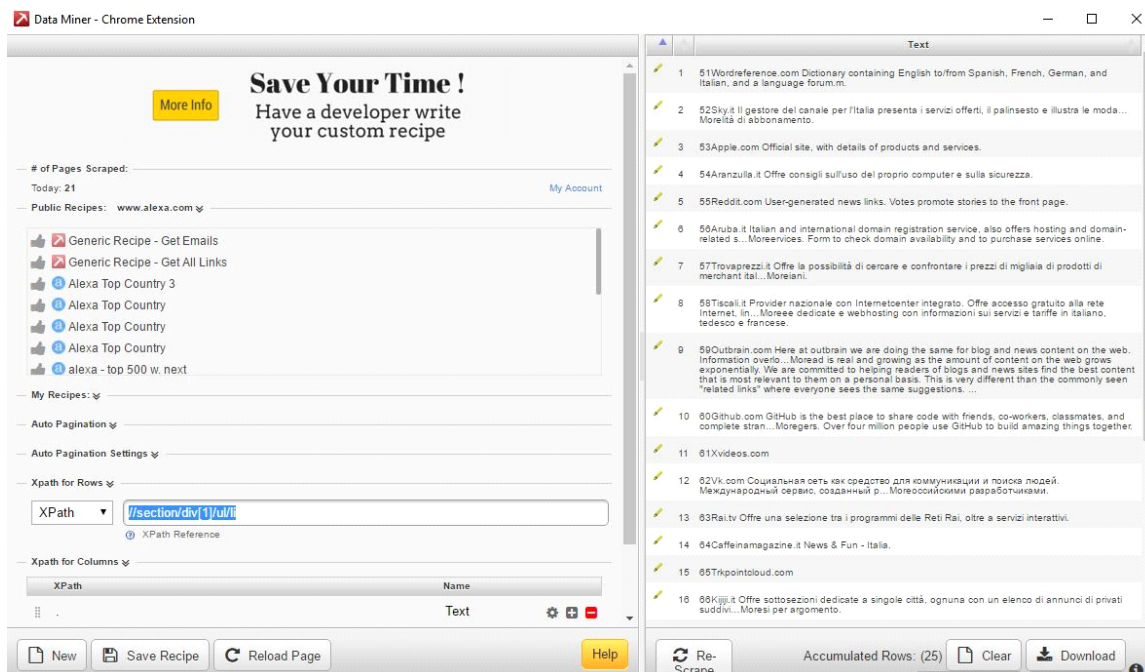 Data Miner - Chrome Extension
More Info
Save Your Time !
Have a developer write
your custom recipe
# of Pages Scraped:
Today: 21
My Account
Public Recipes: www.alexa.com
Generic Recipe - Get Emails
Generic Recipe - Get All Links
Alexa Top Country 3
Alexa Top Country
Alexa Top Country
Alexa Top Country
alexa - top 500 w. next
My Recipes:
Auto Pagination
Auto Pagination Settings
Xpath for Rows
XPath
//section/div[1]/ul/li
XPath Reference
Xpath for Columns
XPath Name
. Text
New
Save Recipe
Reload Page
Help
Text
1 51Wordreference.com Dictionary containing English to/from Spanish, French, German, and
Italian, and a language forum.m.
2 52Sky.it Il gestore del canale per l'Italia presenta i servizi offerti, il palinsesto e illustra le moda...
Morelità di abbonamento.
3 53Apple.com Official site, with details of products and services.
4 54Aranzulla.it Offre consigli sull'uso del proprio computer e sulla sicurezza.
5 55Reddit.com User-generated news links. Votes promote stories to the front page.
6 56Aruba.it Italian and international domain registration service, also offers hosting and domain-
related s...Moreervices. Form to check domain availability and to purchase services online.
7 57Trovaprezzi.it Offre la possibilità di cercare e confrontare i prezzi di migliaia di prodotti di
merchant ital...Moreiani.
8 58Tiscali.it Provider nazionale con Internetcenter integrato. Offre accesso gratuito alla rete
Internet, lin...Moreee dedicate e webhosting con informazioni sui servizi e tariffe in italiano,
tedesco e francese.
9 59Outbrain.com Here at outbrain we are doing the same for blog and news content on the web.
Information overlo...Moread is real and growing as the amount of content on the web grows
exponentially. We are committed to helping readers of blogs and news sites find the best content
that is most relevant to them on a personal basis. This is very different than the commonly seen
"related links" where everyone sees the same suggestions. ...
10 60Github.com GitHub is the best place to share code with friends, co-workers, classmates, and
complete stran...Moregers. Over four million people use GitHub to build amazing things together.
11 61Xvideos.com
12 62Vk.com Социальная сеть как средство для коммуникации и поиска людей.
Международный сервис, созданный р...Moreоссийскими разработчиками.
13 63Rai.tv Offre una selezione tra i programmi delle Reti Rai, oltre a servizi interattivi.
14 64Caffeinamagazine.it News & Fun - Italia.
15 65Trkpointcloud.com
16 66Kijiji.it Offre sottosezioni dedicate a singole città, ognuna con un elenco di annunci di privati
suddivi...Moresi per argomento.
Re-
Scrape
Accumulated Rows: (25)
Clear
Download